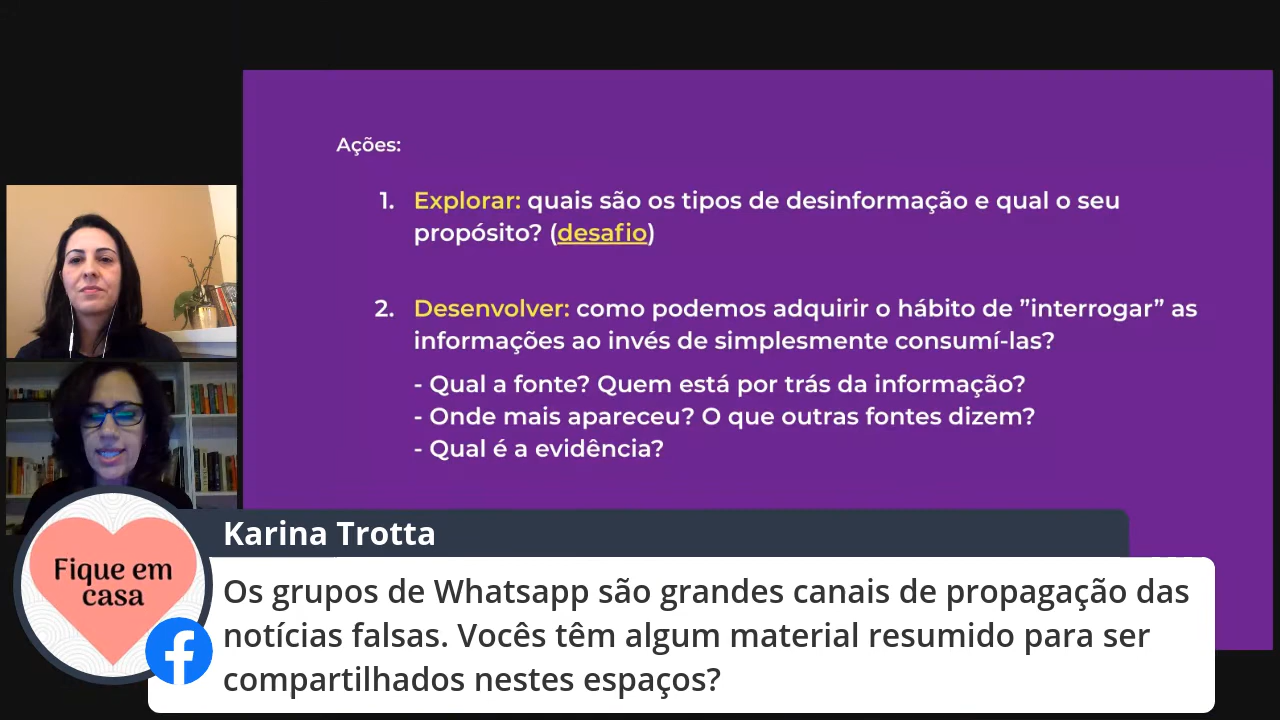 Ações:
1. Explorar: quais são os tipos de desinformação e qual o seu
propósito? (desafio)
2. Desenvolver: como podemos adquirir o hábito de ”interrogar” as
informações ao invés de simplesmente consumí-las?
- Qual a fonte? Quem está por trás da informação?
- Onde mais apareceu? O que outras fontes dizem?
- Qual é a evidência?
Karina Trotta
Fique em
casa
Os grupos de Whatsapp são grandes canais de propagação das
notícias falsas. Vocês têm algum material resumido para ser
compartilhados nestes espaços?